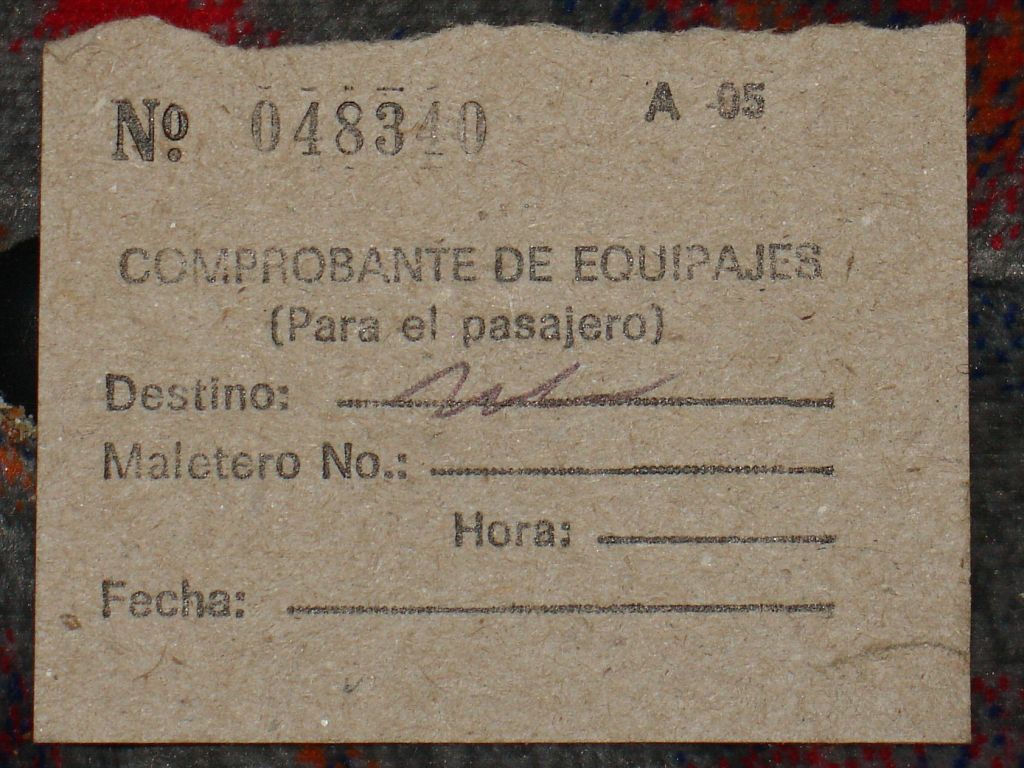 Nº 048340 A 05
COMPROBANTE DE EQUIPAJES
(Para el pasajero)
Destino:
Maletero No.:
Hora:
Fecha: